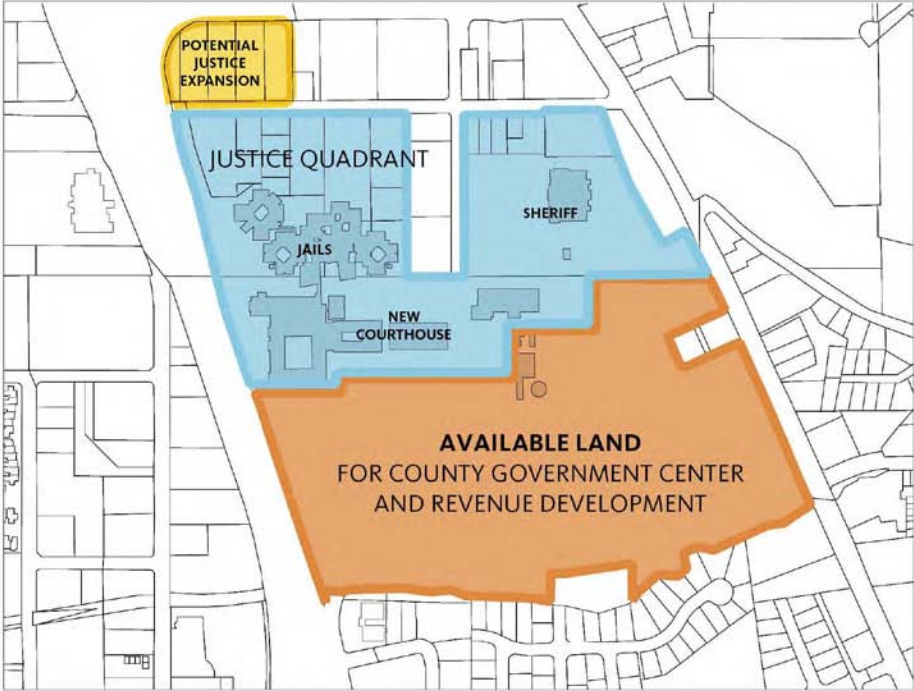 POTENTIAL
JUSTICE
EXPANSION
JUSTICE QUADRANT
SHERIFF
JAILS
NEW
COURTHOUSE
AVAILABLE LAND
FOR COUNTY GOVERNMENT CENTER
AND REVENUE DEVELOPMENT